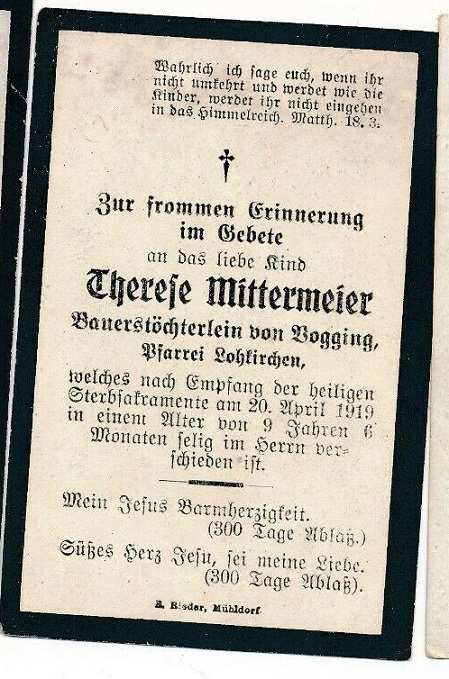 Wahrlich ich sage euch, wenn ihr
nicht umkehrt und werdet wie die
Kinder, werdet ihr nicht eingehen
in das Himmelreich. Matth. 18. 3.
Zur frommen Erinnerung
im Gebete
an das liebe Kind
Therese Mittermeier
Bauerstöchterlein von Vogging,
Pfarrei Lohkirchen,
welches nach Empfang der heiligen
Sterbsakramente am 20. April 1919
in einem Alter von 9 Jahren 6
Monaten selig im Herrn ver-
schieden ist.
Mein Jesus Barmherzigkeit.
(300 Tage Ablaß.)
Süßes Herz Jesu, sei meine Liebe.
(300 Tage Ablaß).
Rieder, Mühldorf.